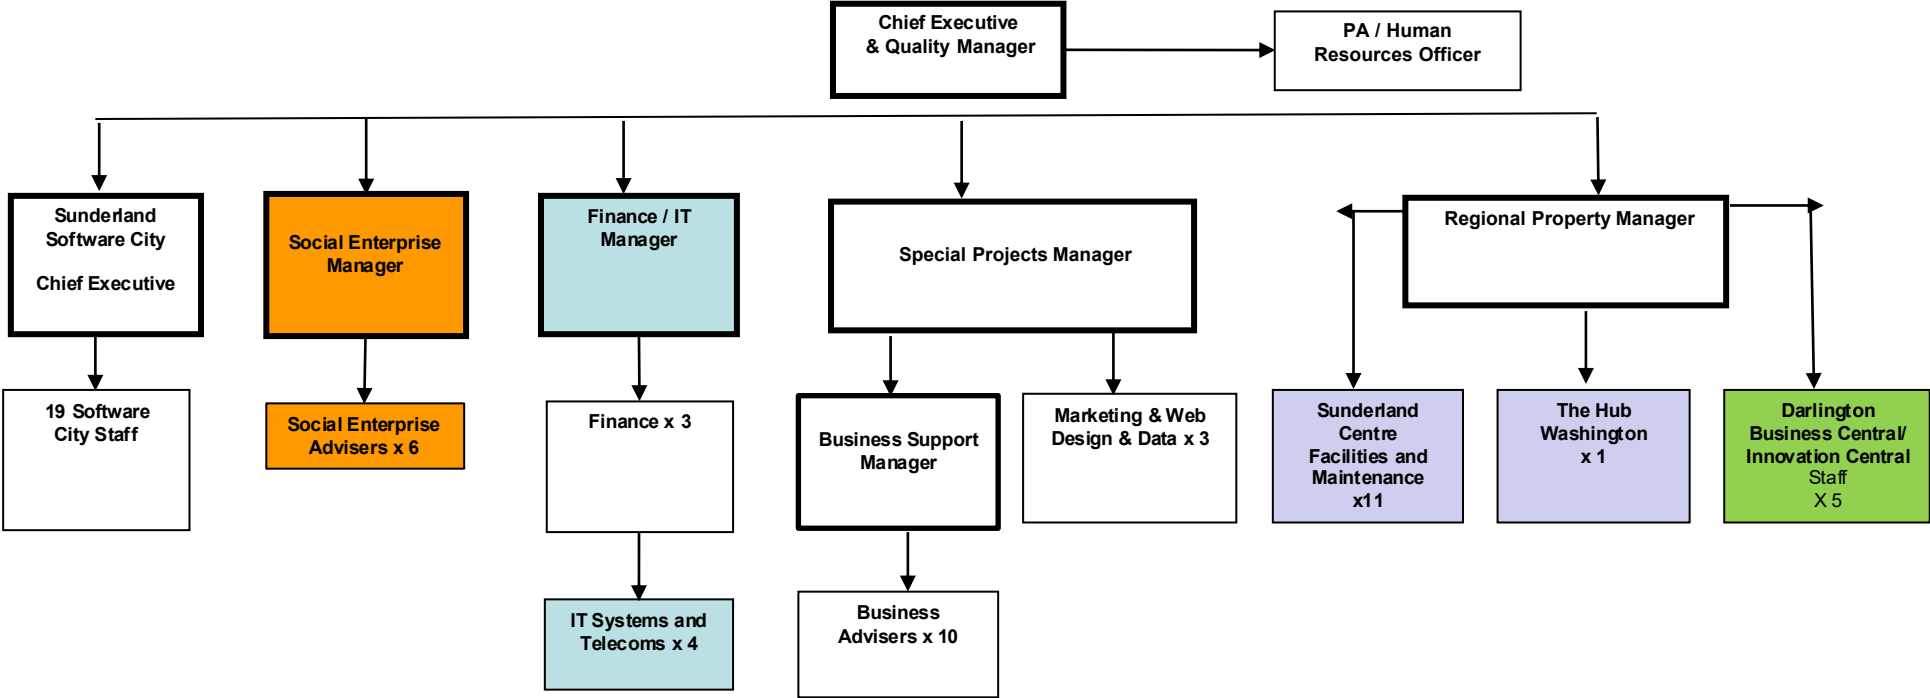 Chief Executive
& Quality Manager
PA / Human
Resources Officer
Sunderland
Software City
Chief Executive
Social Enterprise
Manager
Finance / IT
Manager
Special Projects Manager
Regional Property Manager
19 Software
City Staff
Social Enterprise
Advisers x 6
Finance x 3
Business Support
Manager
Marketing & Web
Design & Data x 3
Sunderland
Centre
Facilities and
Maintenance
x11
The Hub
Washington
x 1
Darlington
Business Central/
Innovation Central
Staff
X 5
IT Systems and
Telecoms x 4
Business
Advisers x 10